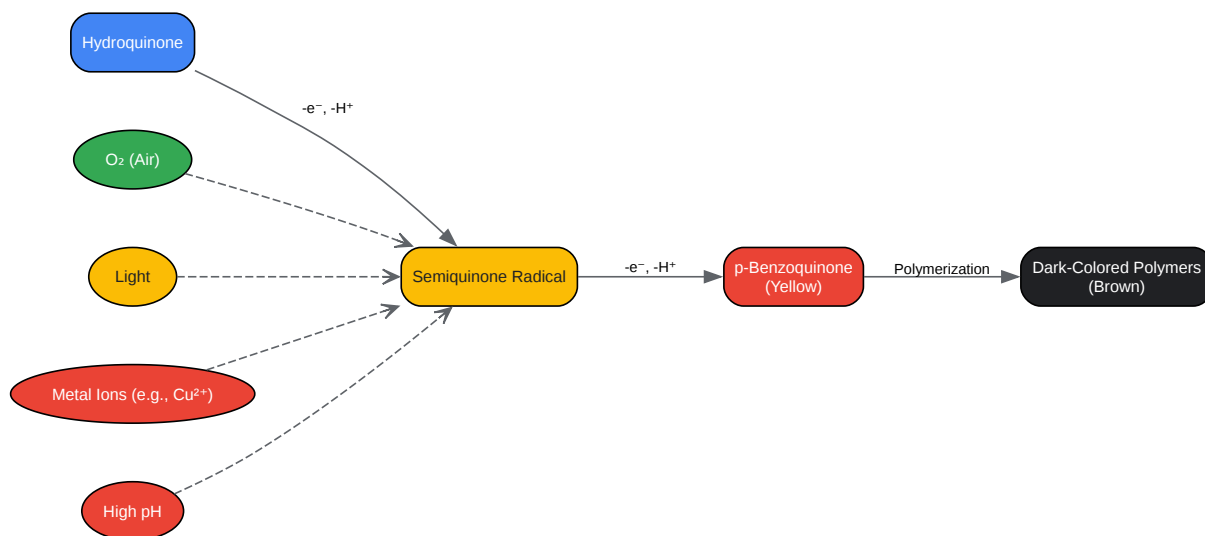 Hydroquinone
-e⁻, -H⁺
O₂ (Air)
Light
Semiquinone Radical
-e⁻, -H⁺
p-Benzoquinone
(Yellow)
Polymerization
Dark-Colored Polymers
(Brown)
Metal Ions (e.g., Cu²⁺)
High pH